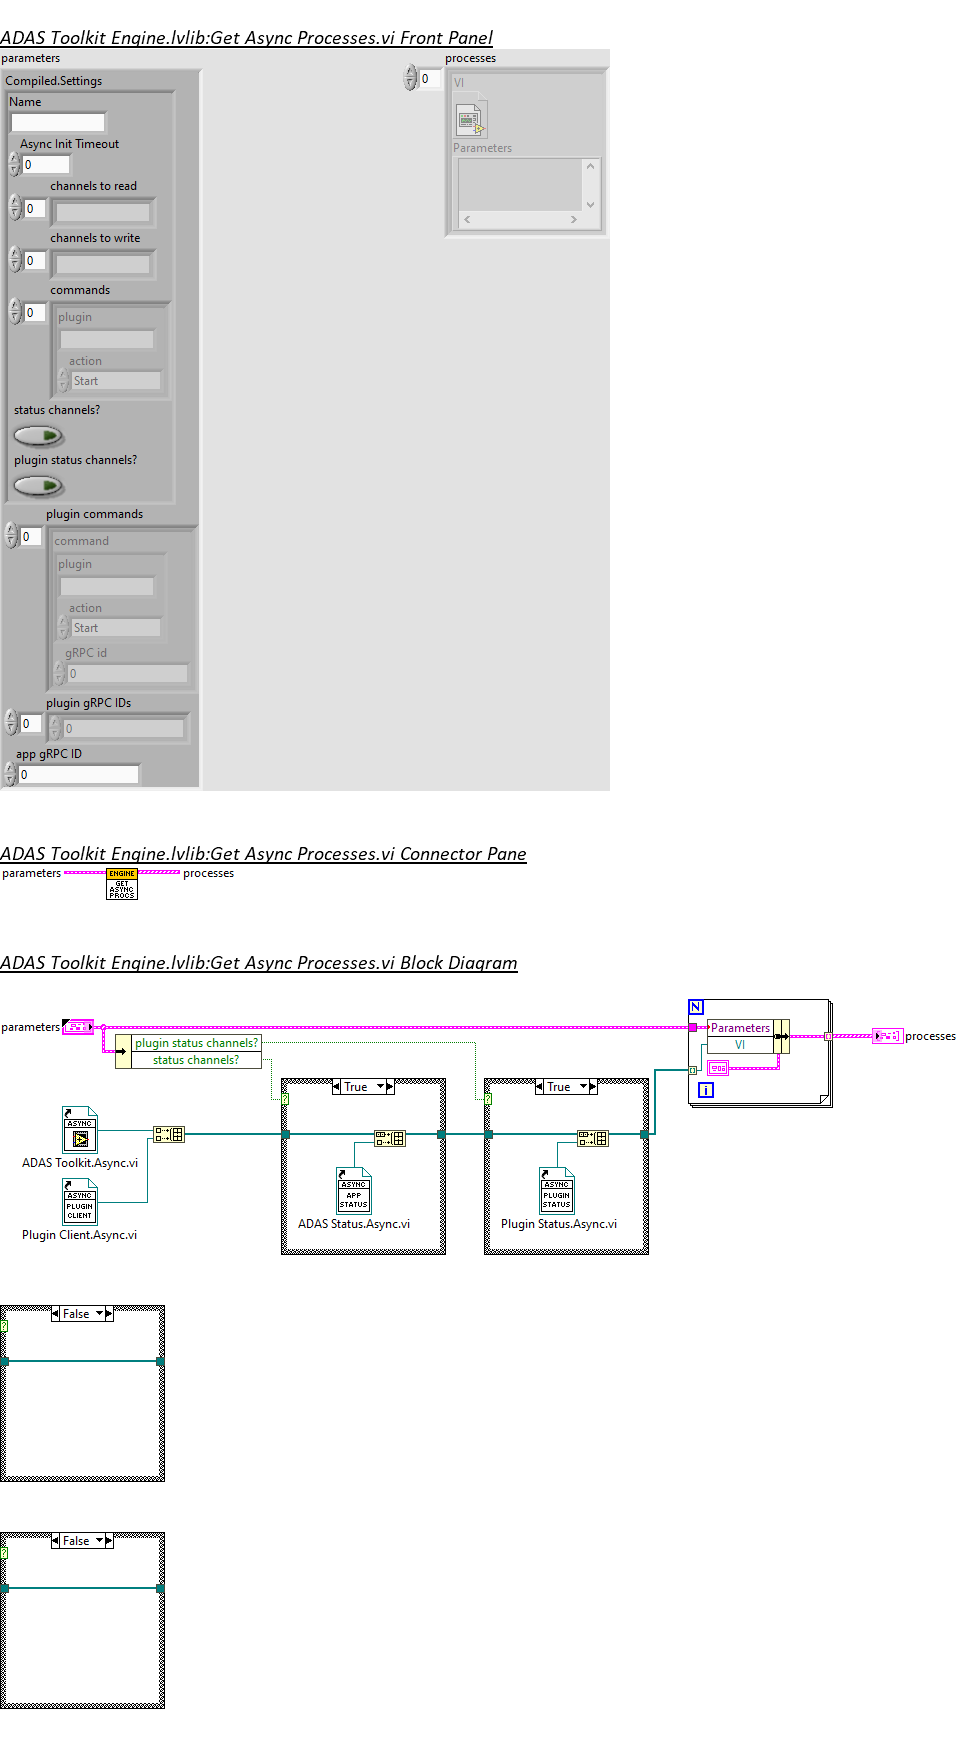 ADAS Toolkit Engine.lvlib:Get Async Processes.vi Front Panel
parameters
Compiled.Settings
Name
Async Init Timeout
0
channels to read
0
channels to write
0
commands
0
plugin
action
Start
status channels?
plugin status channels?
plugin commands
0
command
plugin
action
Start
gRPC id
0
plugin gRPC IDs
0
0
app gRPC ID
0
processes
0
VI
Parameters
ADAS Toolkit Engine.lvlib:Get Async Processes.vi Connector Pane
parameters
ENGINE
GET
ASYNC
PROCS
processes
ADAS Toolkit Engine.lvlib:Get Async Processes.vi Block Diagram
parameters
plugin status channels?
status channels?
ASYNC
ADAS Toolkit.Async.vi
ASYNC
PLUGIN
CLIENT
Plugin Client.Async.vi
True
?
ASYNC
APP
STATUS
ADAS Status.Async.vi
True
?
ASYNC
PLUGIN
STATUS
Plugin Status.Async.vi
N
Parameters
VI
i
processes
False
?
False
?